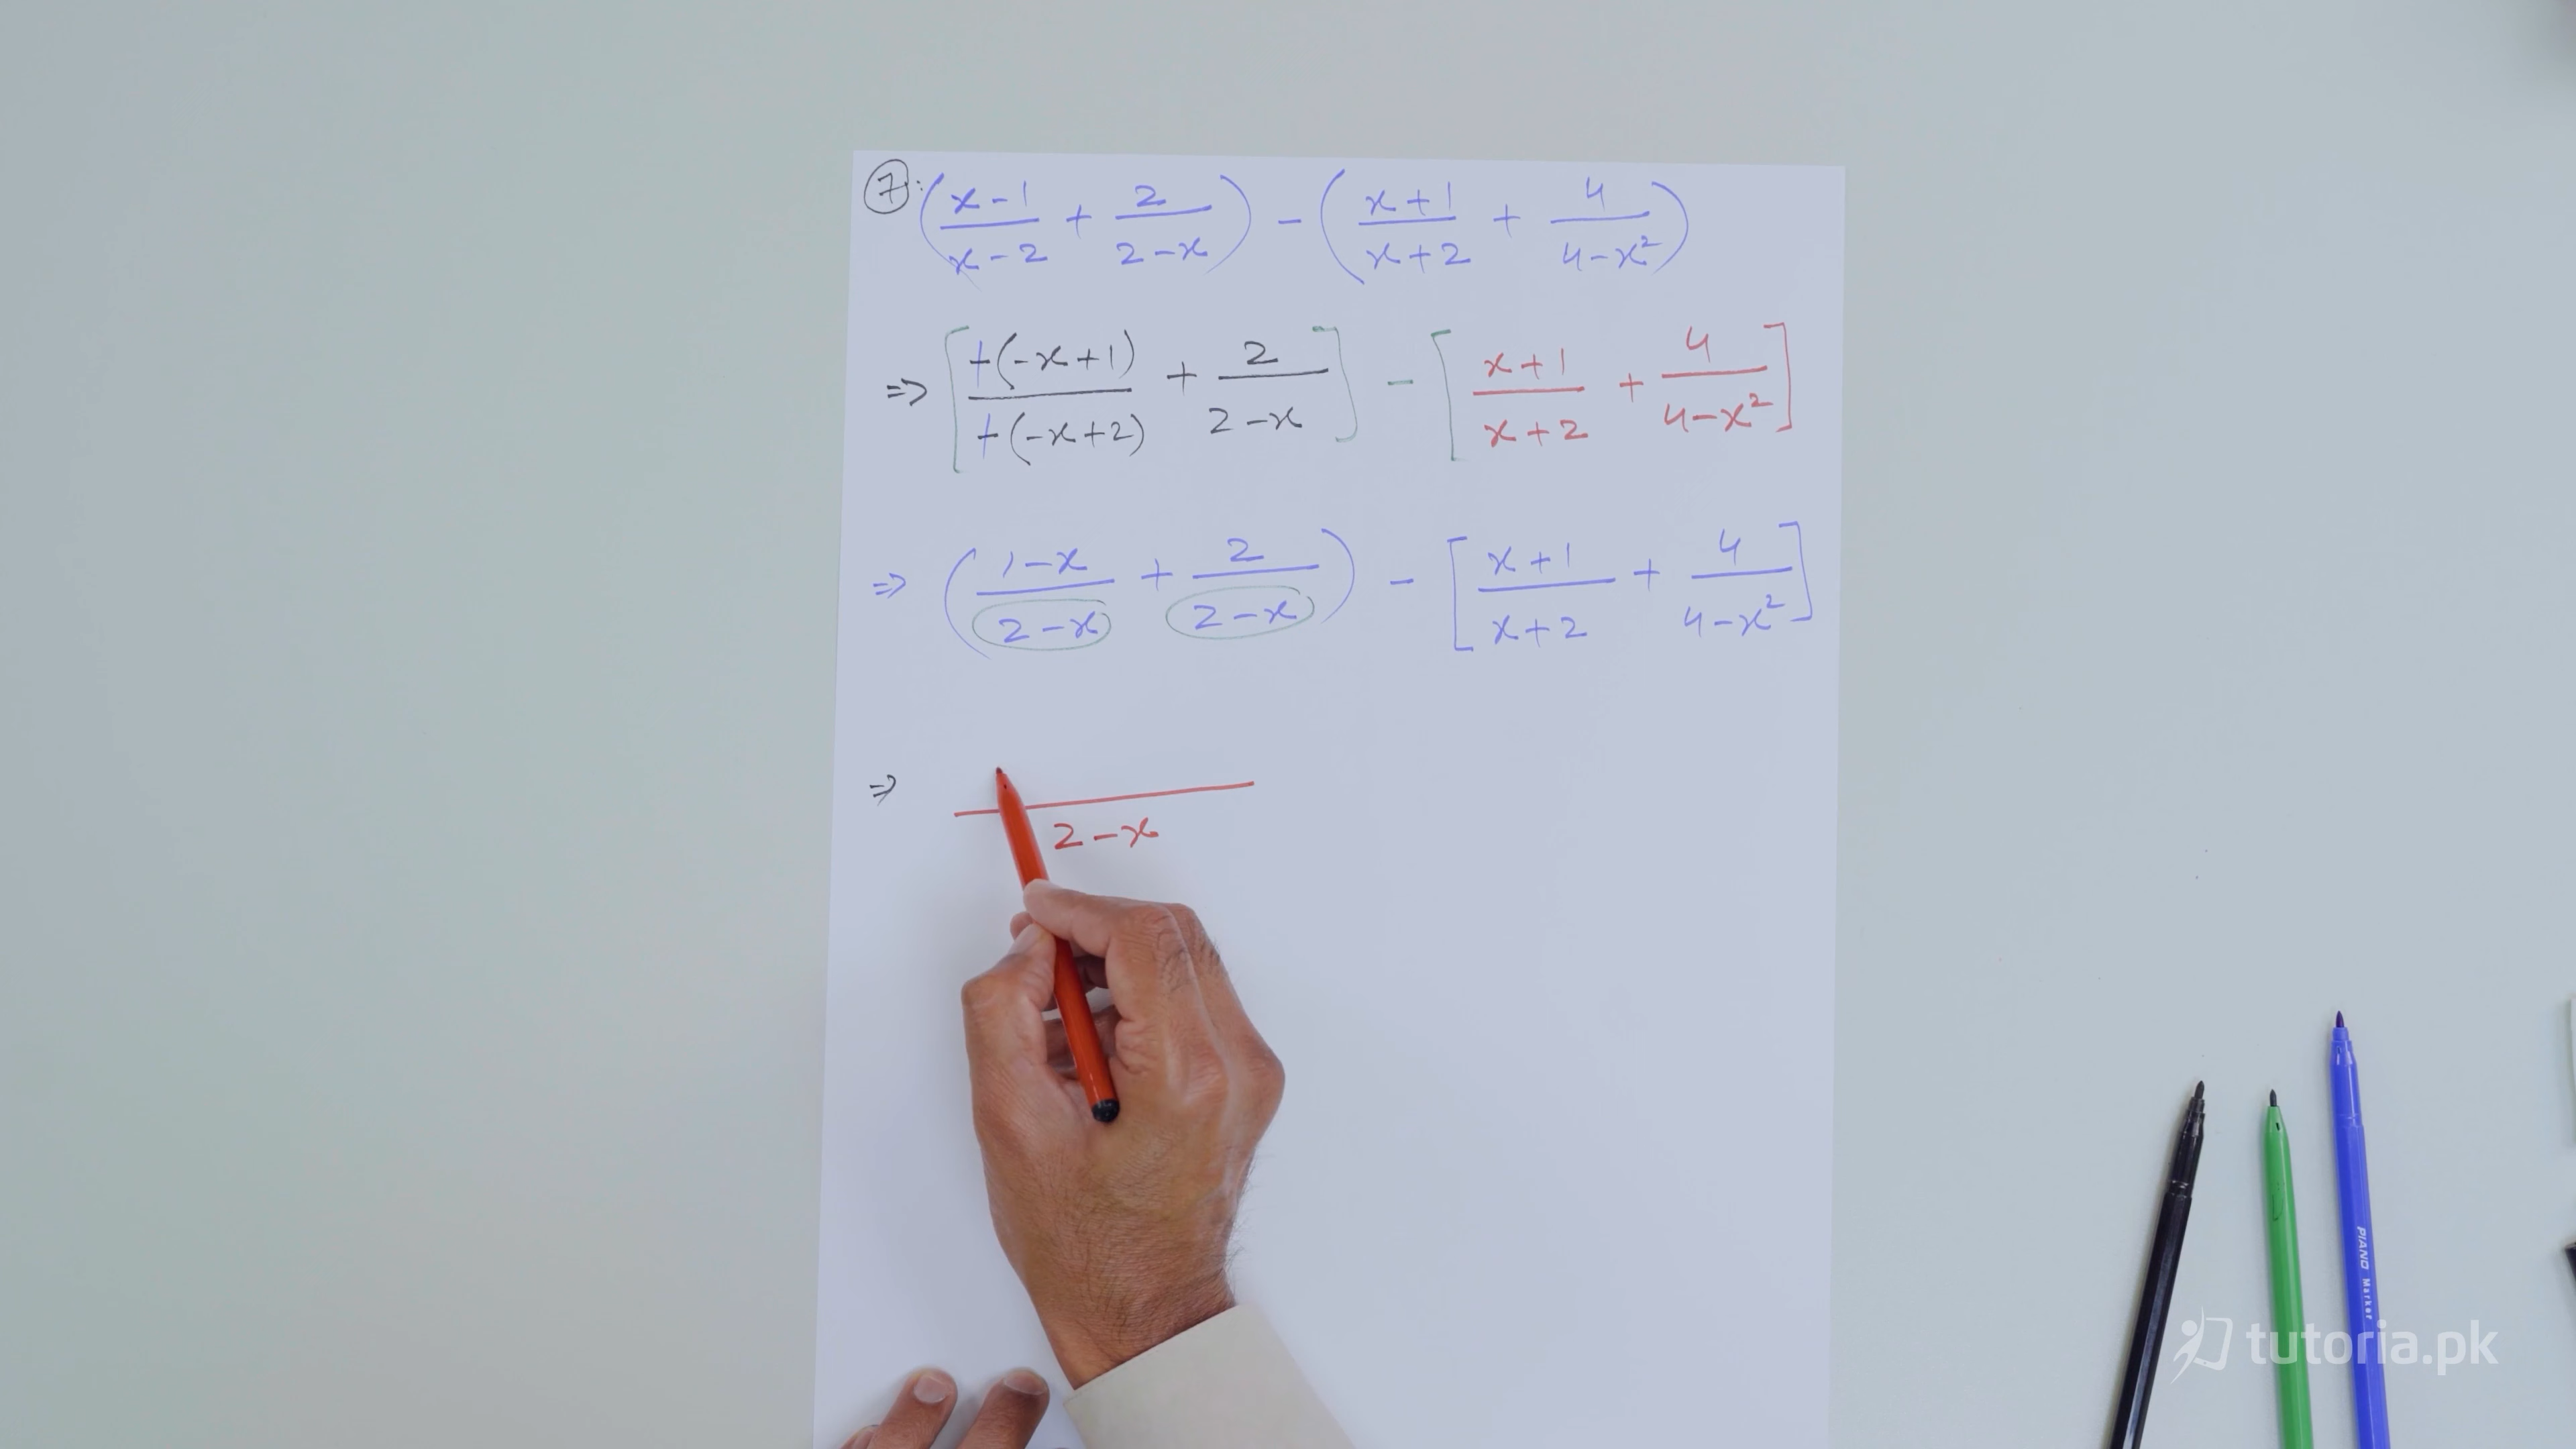 7: ( (x-1)/(x-2) + 2/(2-x) ) - ( (x+1)/(x+2) + 4/(4-x²) )
=> [ +(-x+1)/+(-x+2) + 2/(2-x) ] - [ (x+1)/(x+2) + 4/(4-x²) ]
=> ( (1-x)/(2-x) + 2/(2-x) ) - [ (x+1)/(x+2) + 4/(4-x²) ]
=> /(2-x)
PIANO Marker
tutoria.pk